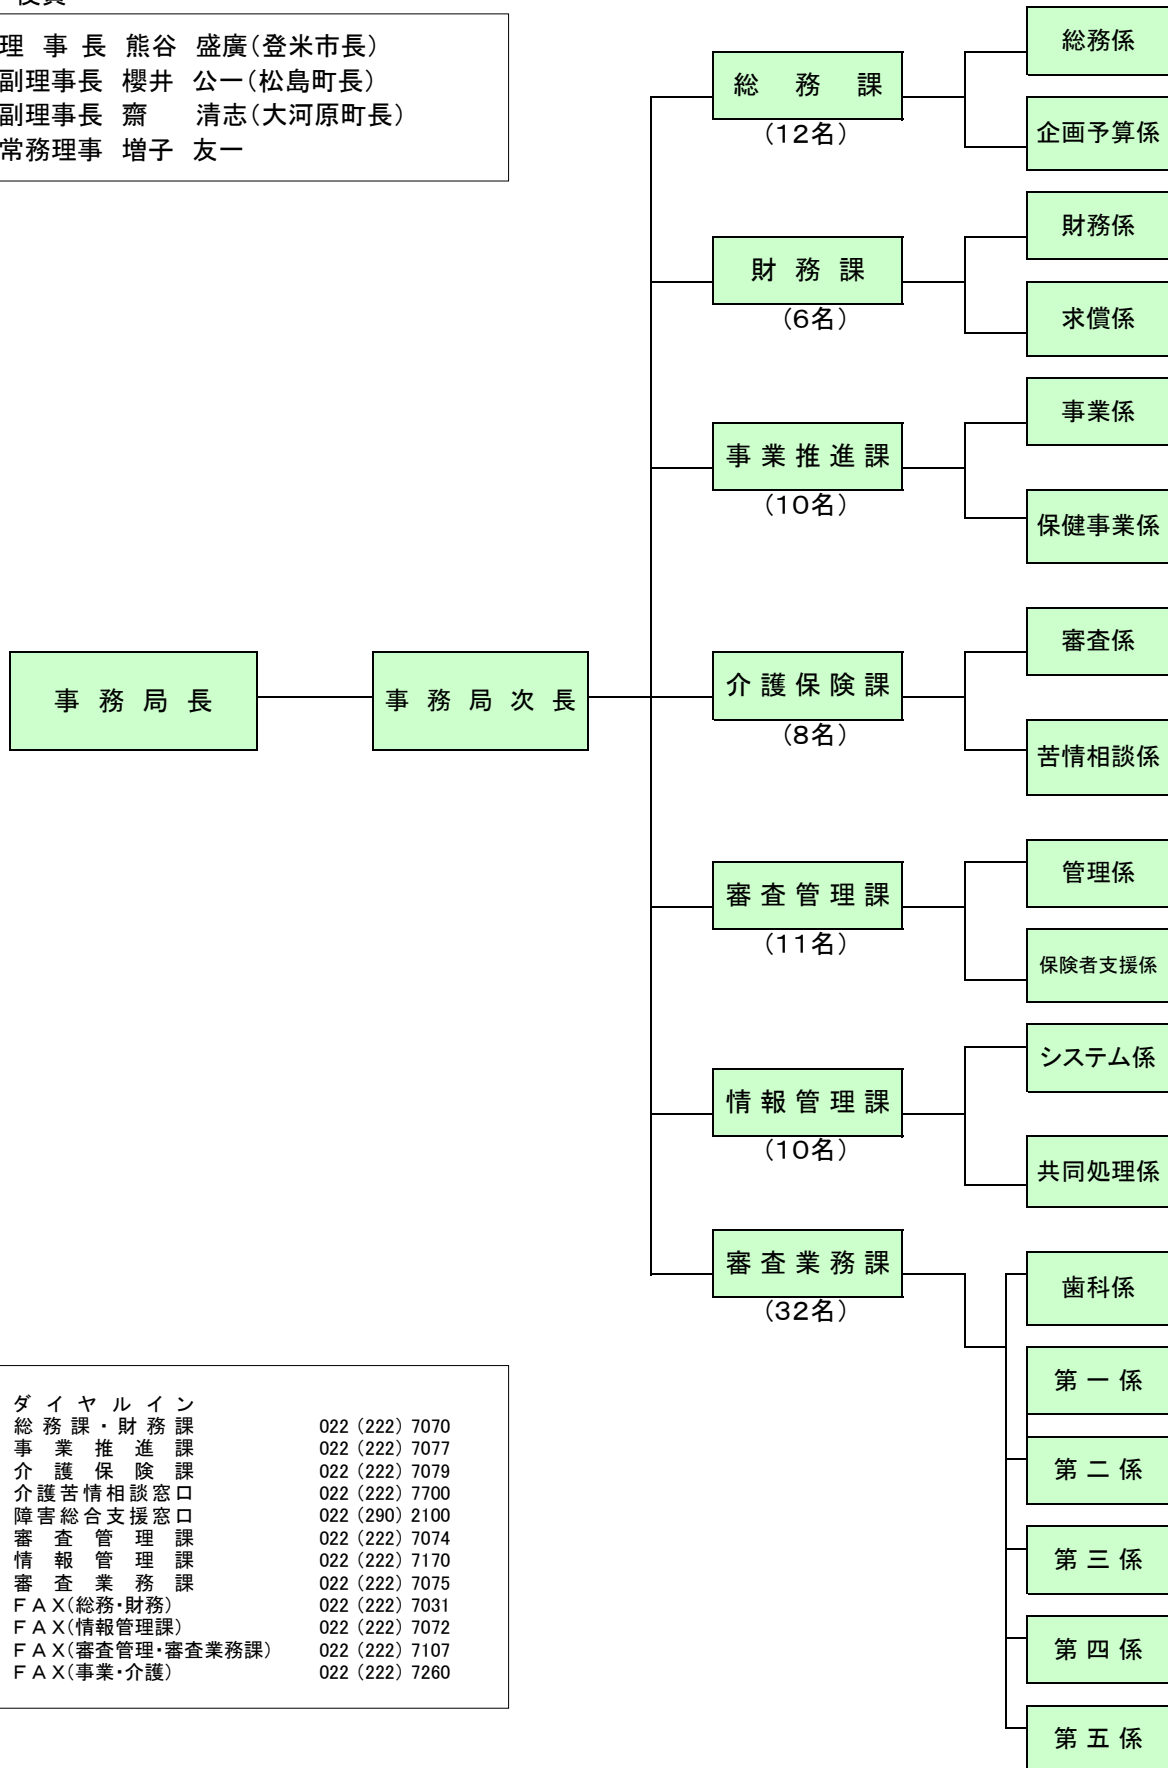 理 事 長 熊谷 盛廣(登米市長)
副理事長 櫻井 公一(松島町長)
副理事長 齋 清志(大河原町長)
常務理事 増子 友一
事 務 局 長
事 務 局 次 長
総 務 課
(12名)
総務係
企画予算係
財 務 課
(6名)
財務係
求償係
事 業 推 進 課
(10名)
事業係
保健事業係
介 護 保 険 課
(8名)
審査係
苦情相談係
審 査 管 理 課
(11名)
管理係
保険者支援係
情 報 管 理 課
(10名)
システム係
共同処理係
審 査 業 務 課
(32名)
歯科係
第 一 係
第 二 係
第 三 係
第 四 係
第 五 係
ダ イ ヤ ル イ ン
総 務 課 ・ 財 務 課 022 (222) 7070
事 業 推 進 課 022 (222) 7077
介 護 保 険 課 022 (222) 7079
介護苦情相談窓口 022 (222) 7700
障害総合支援窓口 022 (290) 2100
審 査 管 理 課 022 (222) 7074
情 報 管 理 課 022 (222) 7170
審 査 業 務 課 022 (222) 7075
ＦＡＸ(総務・財務) 022 (222) 7031
ＦＡＸ(情報管理課) 022 (222) 7072
ＦＡＸ(審査管理・審査業務課) 022 (222) 7107
ＦＡＸ(事業・介護) 022 (222) 7260